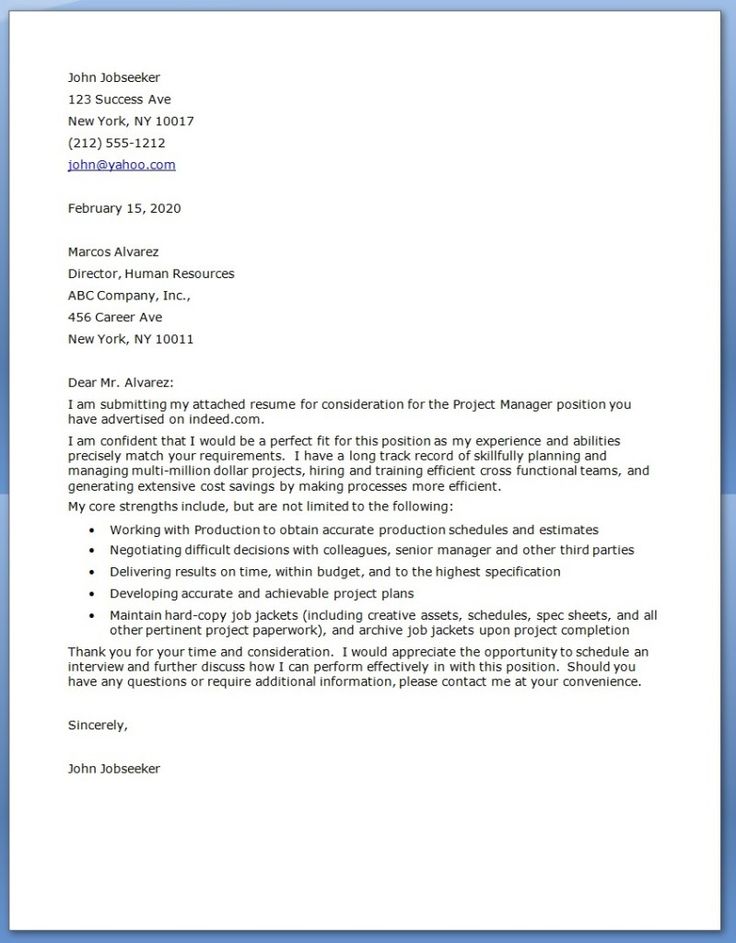 John Jobseeker
123 Success Ave
New York, NY 10017
(212) 555-1212
john@yahoo.com
February 15, 2020
Marcos Alvarez
Director, Human Resources
ABC Company, Inc.,
456 Career Ave
New York, NY 10011
Dear Mr. Alvarez:
I am submitting my attached resume for consideration for the Project Manager position you
have advertised on indeed.com.
I am confident that I would be a perfect fit for this position as my experience and abilities
precisely match your requirements.  I have a long track record of skillfully planning and
managing multi-million dollar projects, hiring and training efficient cross functional teams, and
generating extensive cost savings by making processes more efficient.
My core strengths include, but are not limited to the following:
• Working with Production to obtain accurate production schedules and estimates
• Negotiating difficult decisions with colleagues, senior manager and other third parties
• Delivering results on time, within budget, and to the highest specification
• Developing accurate and achievable project plans
• Maintain hard-copy job jackets (including creative assets, schedules, spec sheets, and all
other pertinent project paperwork), and archive job jackets upon project completion
Thank you for your time and consideration.  I would appreciate the opportunity to schedule an
interview and further discuss how I can perform effectively in with this position.  Should you
have any questions or require additional information, please contact me at your convenience.
Sincerely,
John Jobseeker